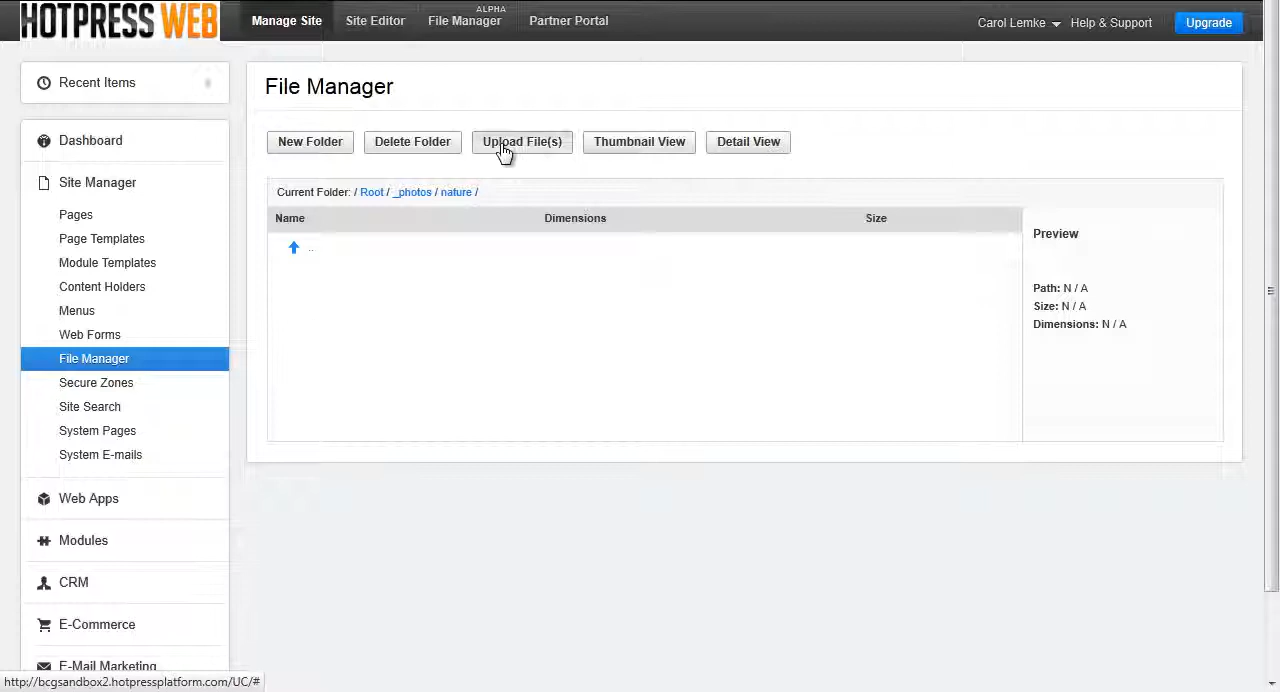 HOTPRESS WEB
Manage Site
Site Editor
ALPHA
File Manager
Partner Portal
Carol Lemke
Help & Support
Upgrade
Recent Items
Dashboard
Site Manager
Pages
Page Templates
Module Templates
Content Holders
Menus
Web Forms
File Manager
Secure Zones
Site Search
System Pages
System E-mails
Web Apps
Modules
CRM
E-Commerce
E-Mail Marketing
File Manager
New Folder
Delete Folder
Upload File(s)
Thumbnail View
Detail View
Current Folder: / Root / _photos / nature /
Name Dimensions Size
..
Preview
Path: N / A
Size: N / A
Dimensions: N / A
http://bcgsandbox2.hotpressplatform.com/UC/#